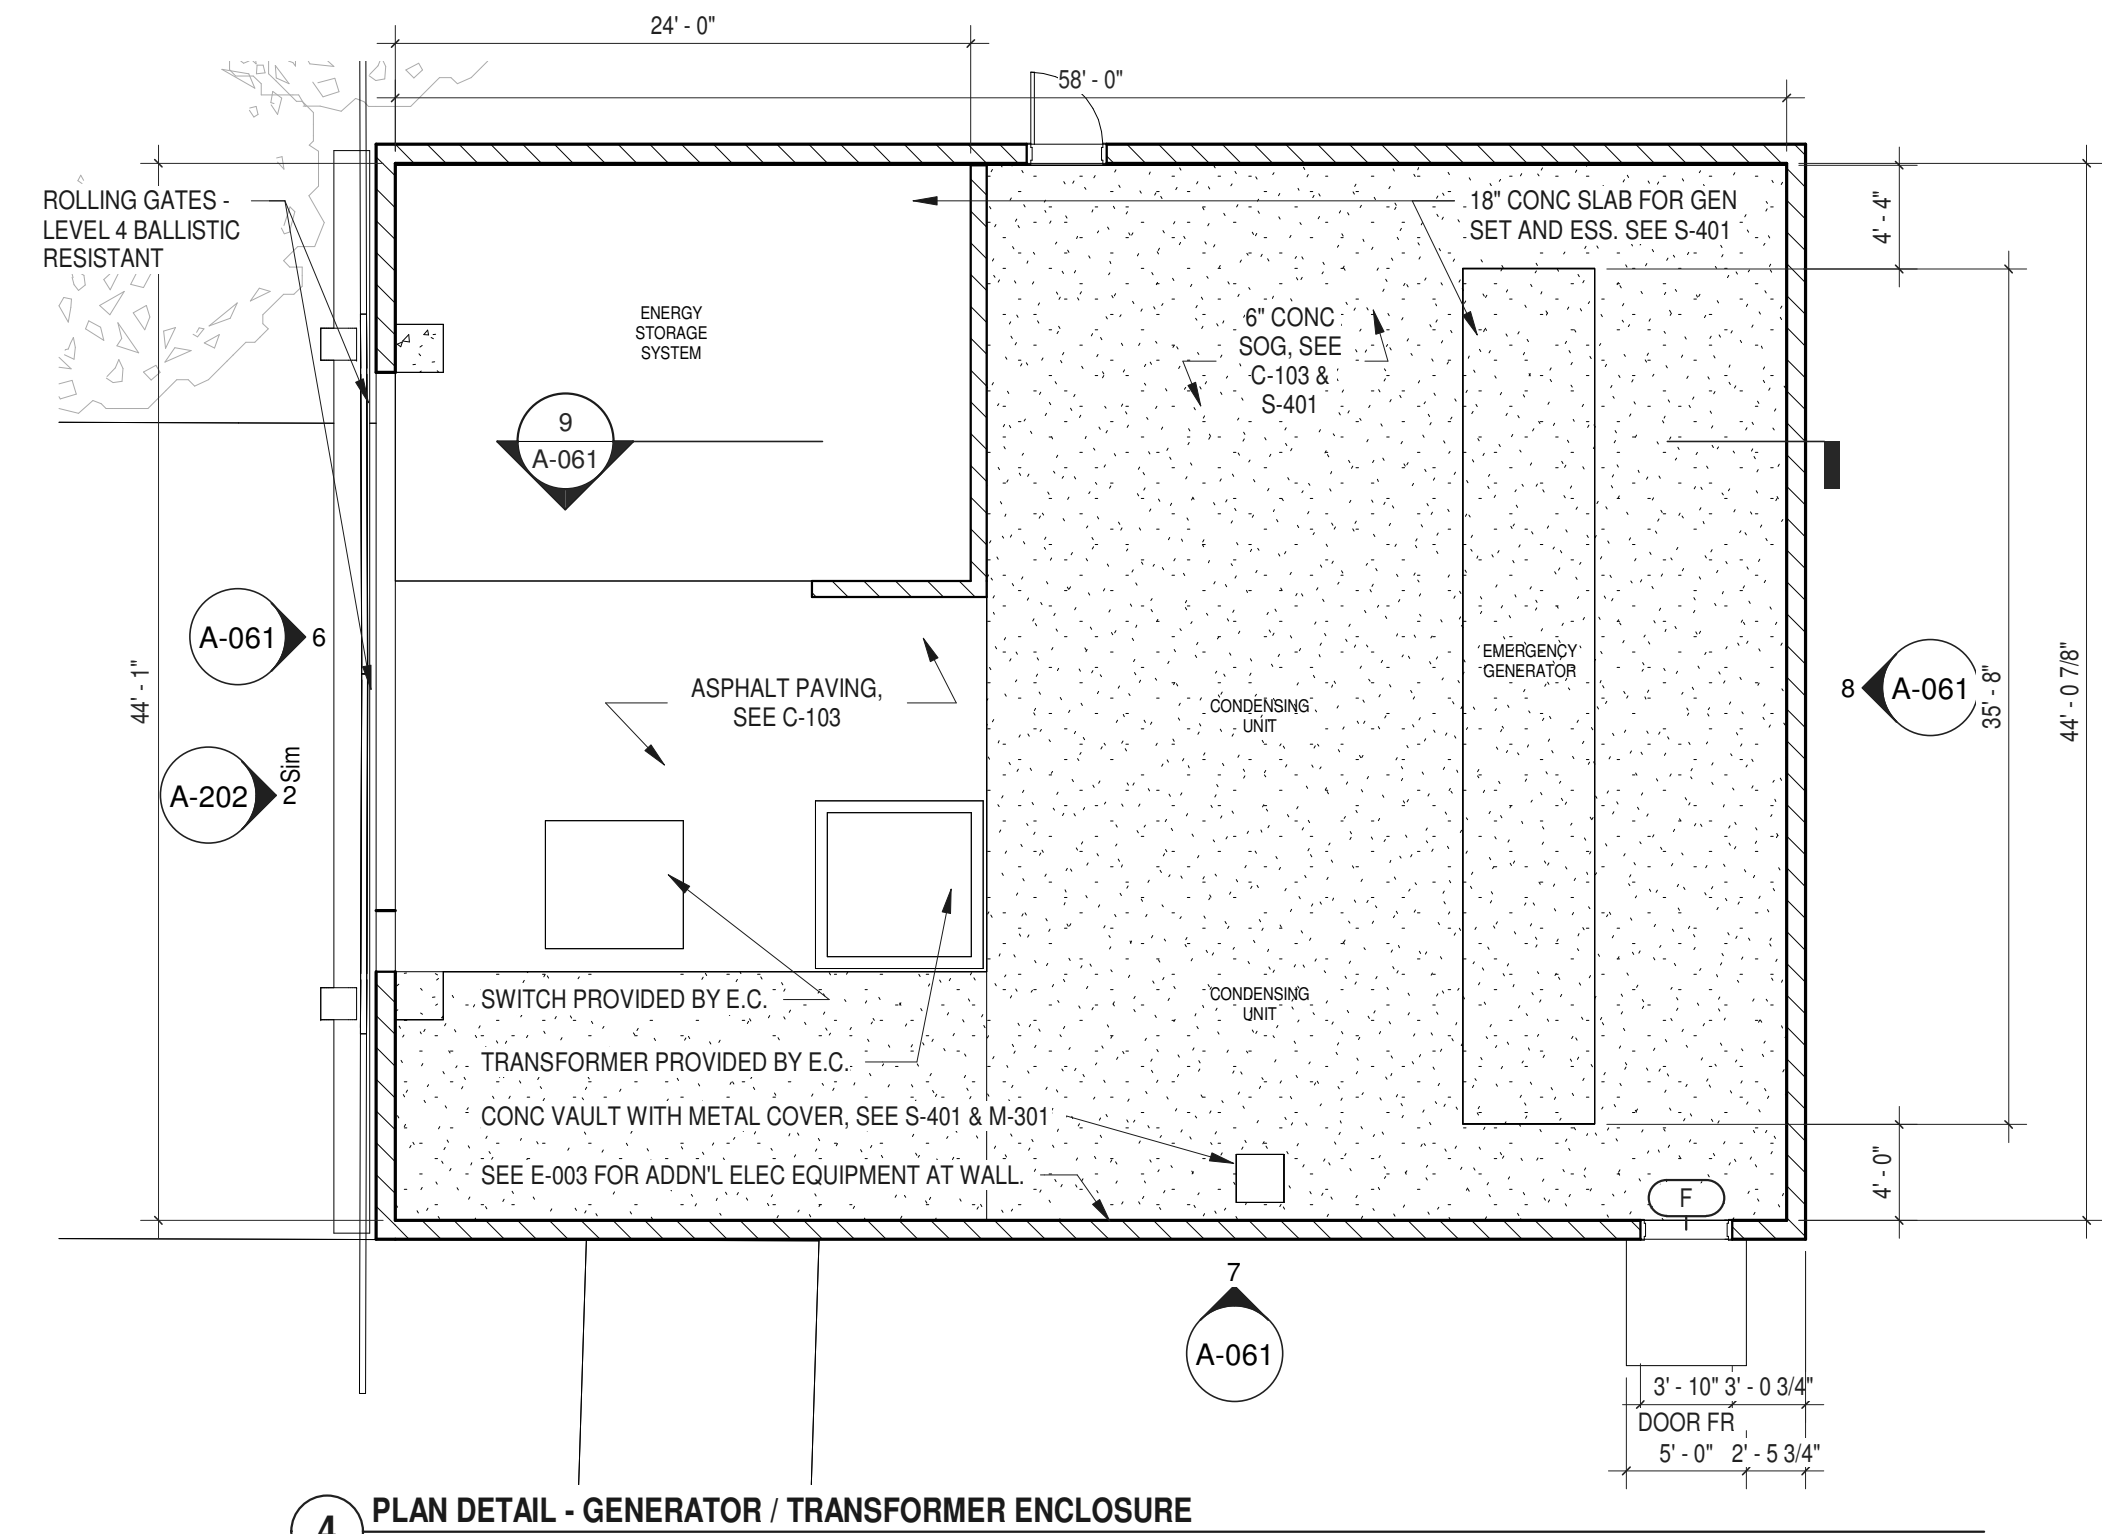 24' - 0"
58' - 0"
ROLLING GATES -
LEVEL 4 BALLISTIC
RESISTANT
18" CONC SLAB FOR GEN
SET AND ESS. SEE S-401
4' - 4"
ENERGY
STORAGE
SYSTEM
6" CONC
SOG, SEE
C-103 &
S-401
9
A-061
A-061
6
44' - 1"
A-202
2
Sim
ASPHALT PAVING,
SEE C-103
CONDENSING
UNIT
EMERGENCY
GENERATOR
8
A-061
35' - 8"
44' - 0 7/8"
SWITCH PROVIDED BY E.C.
CONDENSING
UNIT
TRANSFORMER PROVIDED BY E.C.
CONC VAULT WITH METAL COVER, SEE S-401 & M-301
SEE E-003 FOR ADDN'L ELEC EQUIPMENT AT WALL.
4' - 0"
F
7
A-061
3' - 10" 3' - 0 3/4"
DOOR FR
5' - 0" 2' - 5 3/4"
4
PLAN DETAIL - GENERATOR / TRANSFORMER ENCLOSURE